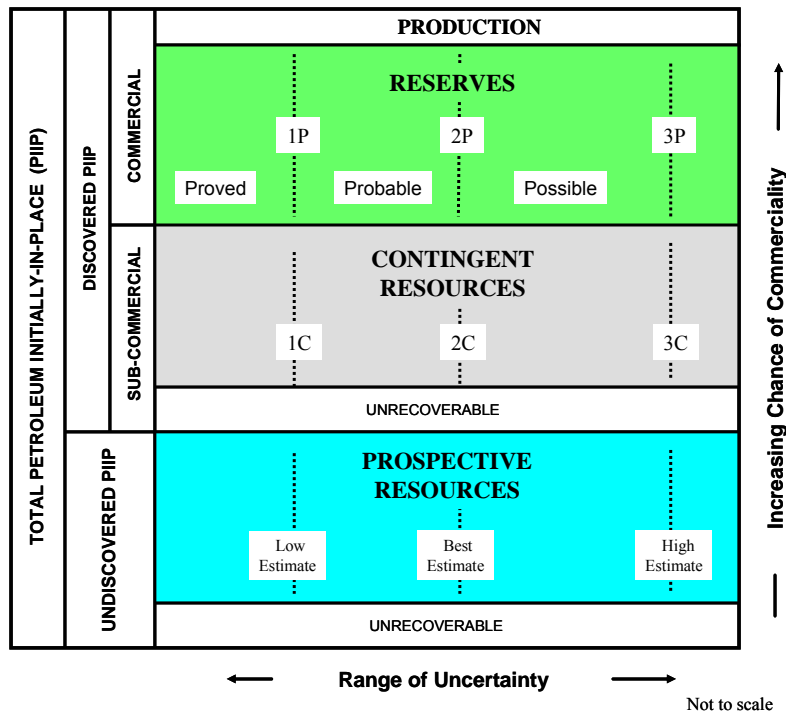 TOTAL PETROLEUM INITIALLY-IN-PLACE (PIIP)
DISCOVERED PIIP
UNDISCOVERED PIIP
COMMERCIAL
SUB-COMMERCIAL
PRODUCTION
RESERVES
1P
2P
3P
Proved
Probable
Possible
CONTINGENT
RESOURCES
1C
2C
3C
UNRECOVERABLE
PROSPECTIVE
RESOURCES
Low
Estimate
Best
Estimate
High
Estimate
UNRECOVERABLE
Increasing Chance of Commerciality
Range of Uncertainty
Not to scale